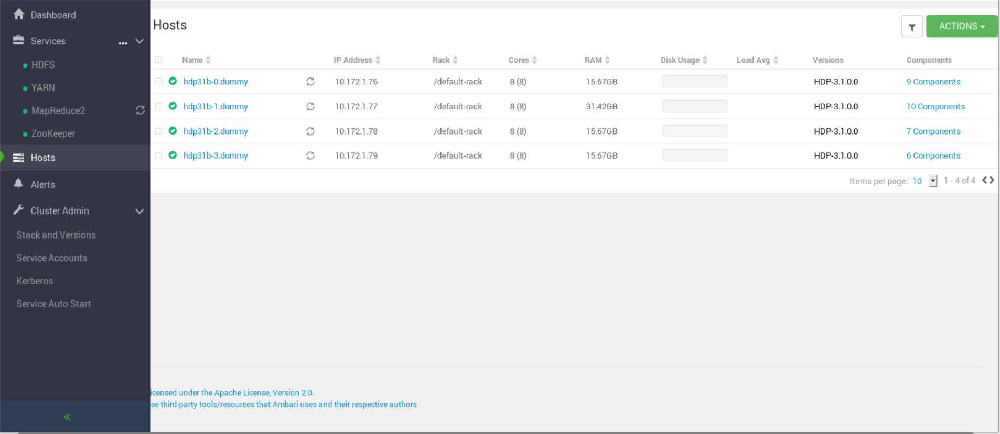 Dashboard
Services ...
HDFS
YARN
MapReduce2
ZooKeeper
Hosts
Alerts
Cluster Admin
Stack and Versions
Service Accounts
Kerberos
Service Auto Start
Hosts
ACTIONS
Name IP Address Rack Cores RAM Disk Usage Load Avg Versions Components
hdp31b-0.dummy 10.172.1.76 /default-rack 8 (8) 15.67GB HDP-3.1.0.0 9 Components
hdp31b-1.dummy 10.172.1.77 /default-rack 8 (8) 31.42GB HDP-3.1.0.0 10 Components
hdp31b-2.dummy 10.172.1.78 /default-rack 8 (8) 15.67GB HDP-3.1.0.0 7 Components
hdp31b-3.dummy 10.172.1.79 /default-rack 8 (8) 15.67GB HDP-3.1.0.0 6 Components
Items per page: 10 1 - 4 of 4
icensed under the Apache License, Version 2.0.
ee third-party tools/resources that Ambari uses and their respective authors